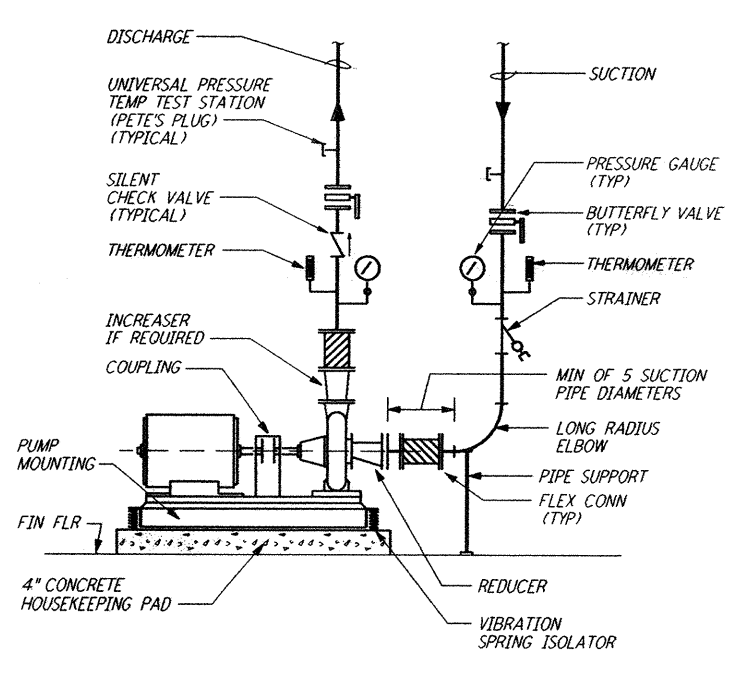 DISCHARGE
UNIVERSAL PRESSURE
TEMP TEST STATION
(PETE'S PLUG)
(TYPICAL)
SILENT
CHECK VALVE
(TYPICAL)
THERMOMETER
INCREASER
IF REQUIRED
COUPLING
PUMP
MOUNTING
FIN FLR
4" CONCRETE
HOUSEKEEPING PAD
SUCTION
PRESSURE GAUGE
(TYP)
BUTTERFLY VALVE
(TYP)
THERMOMETER
STRAINER
MIN OF 5 SUCTION
PIPE DIAMETERS
LONG RADIUS
ELBOW
PIPE SUPPORT
FLEX CONN
(TYP)
REDUCER
VIBRATION
SPRING ISOLATOR